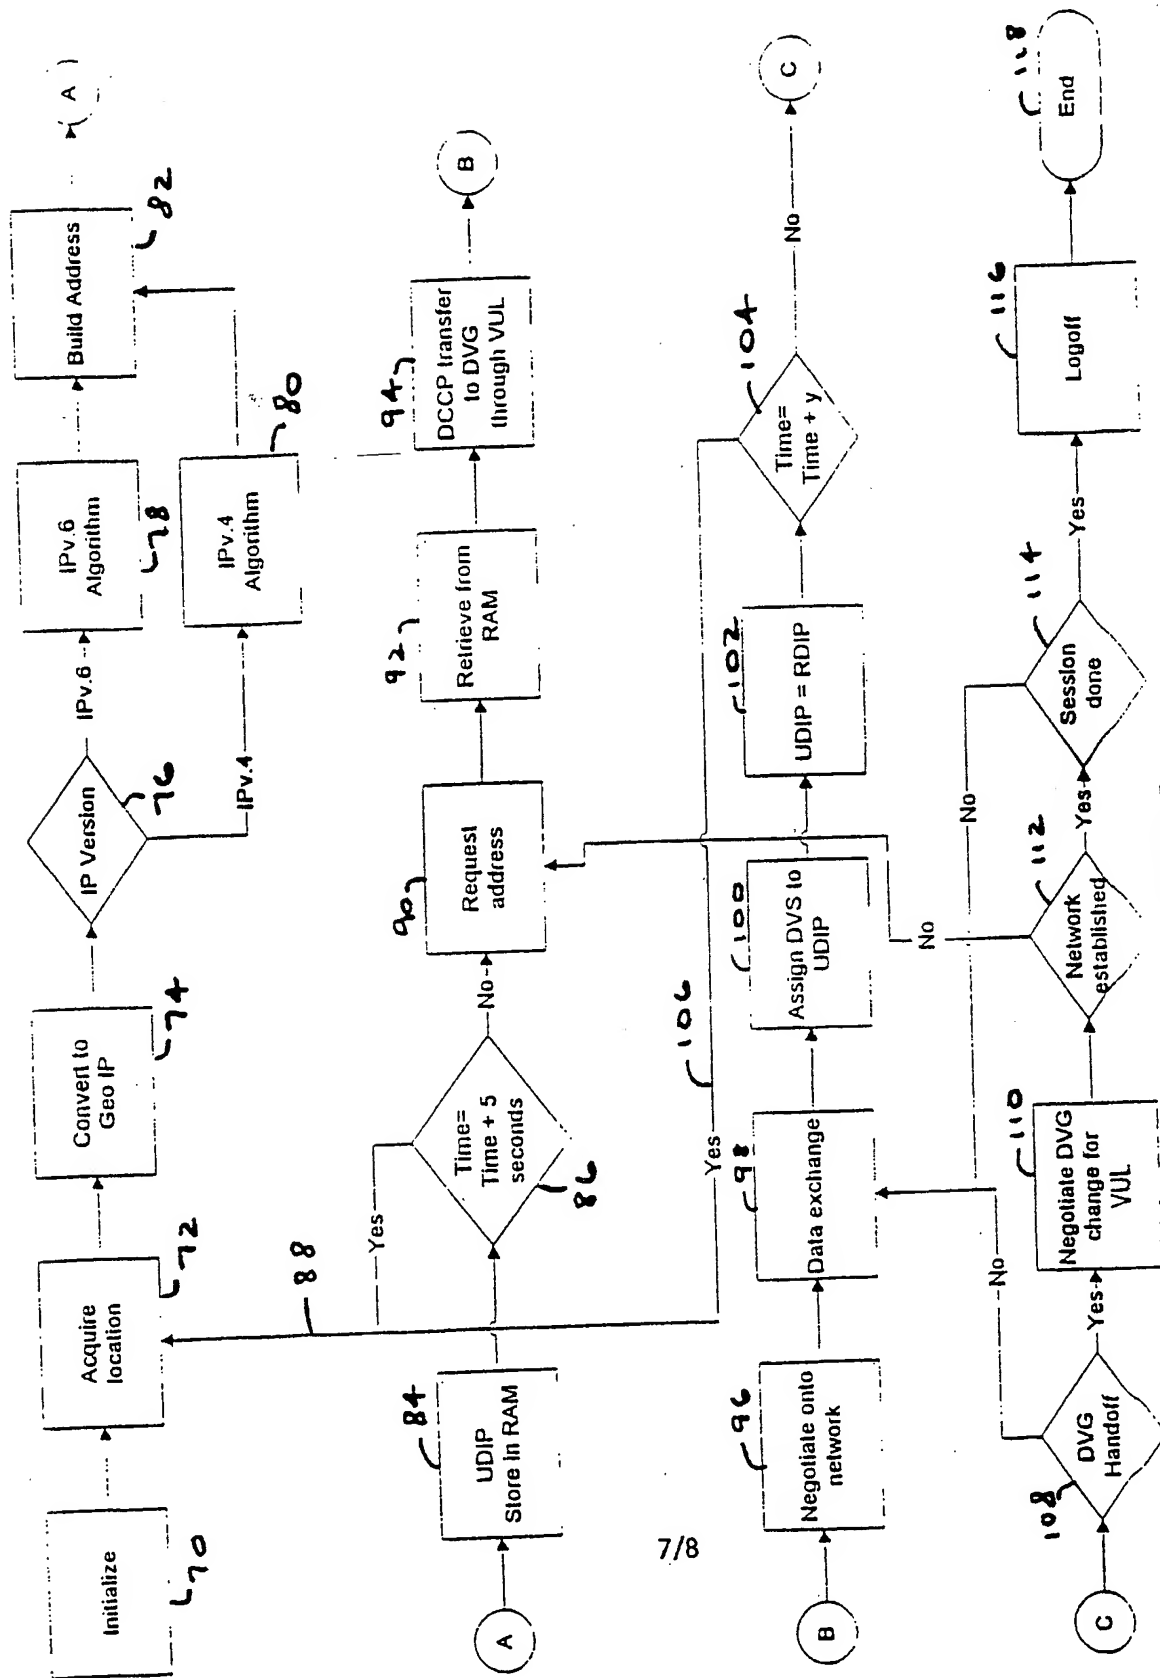 Initialize
70
Acquire
location
72
Convert to
Geo IP
74
IP Version
76
IPv.6
IPv.4
IPv.6
Algorithm
78
IPv.4
Algorithm
80
Build Address
82
A
A
UDIP
Store in RAM
84
Time=
Time + 5
seconds
86
Yes
88
No
Request
address
90
Retrieve from
RAM
92
DCCP transfer
to DVG
through VUL
94
B
B
Negotiate onto
network
96
Data exchange
98
Assign DVS to
UDIP
100
UDIP = RDIP
102
Time=
Time + y
104
Yes
106
No
C
C
DVG
Handoff
108
No
Yes
Negotiate DVG
change for
VUL
110
Network
established
112
No
Yes
Session
done
114
No
Yes
Logoff
116
End
118
7/8